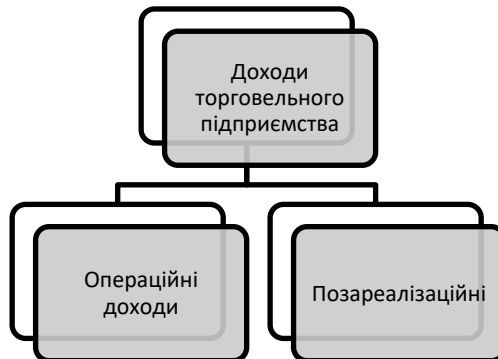 Доходи
торговельного
підприємства
Операційні
доходи
Позареалізаційні